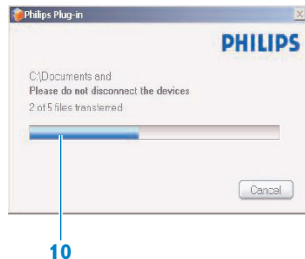 Philips Plug-in
PHILIPS
C:\Documents and
Please do not disconnect the devices
2 of 5 files transferred
Cancel
10